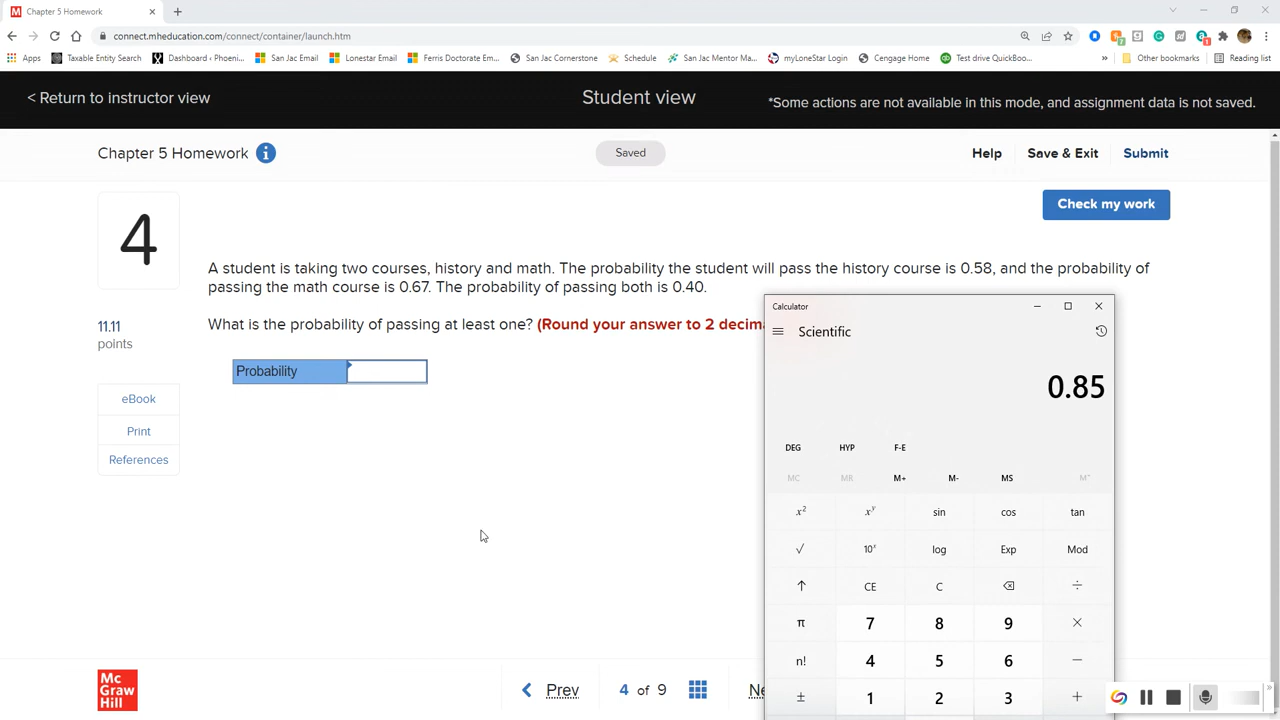 M Chapter 5 Homework × +
connect.mheducation.com/connect/container/launch.htm
Apps Taxable Entity Search Dashboard ‹ Phoeni... San Jac Email Lonestar Email Ferris Doctorate Em... San Jac Cornerstone Schedule San Jac Mentor Ma... myLoneStar Login Cengage Home Test drive QuickBoo... » Other bookmarks Reading list
< Return to instructor view
Student view
*Some actions are not available in this mode, and assignment data is not saved.
Chapter 5 Homework i
Saved
Help Save & Exit Submit
Check my work
4
A student is taking two courses, history and math. The probability the student will pass the history course is 0.58, and the probability of
passing the math course is 0.67. The probability of passing both is 0.40.
What is the probability of passing at least one? (Round your answer to 2 decima
11.11
points
Probability
eBook
Print
References
Calculator
Scientific
0.85
DEG HYP F-E
MC MR M+ M- MS M˅
x² xʸ sin cos tan
√ 10ˣ log Exp Mod
↑ CE C ⌫ ÷
π 7 8 9 ×
n! 4 5 6 −
± 1 2 3 +
Mc
Graw
Hill
Prev
4 of 9
Ne